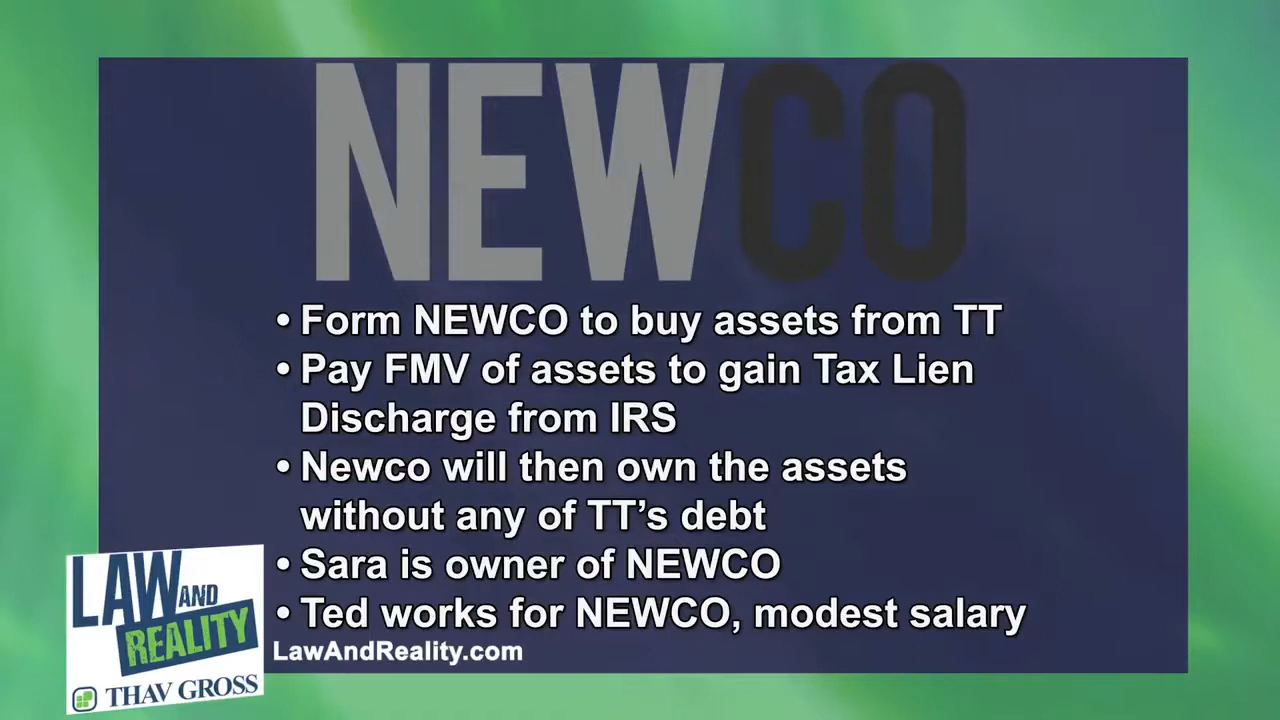 NEWCO
• Form NEWCO to buy assets from TT
• Pay FMV of assets to gain Tax Lien
Discharge from IRS
• Newco will then own the assets
without any of TT’s debt
• Sara is owner of NEWCO
• Ted works for NEWCO, modest salary
LawAndReality.com
LAW AND
REALITY
THAV GROSS